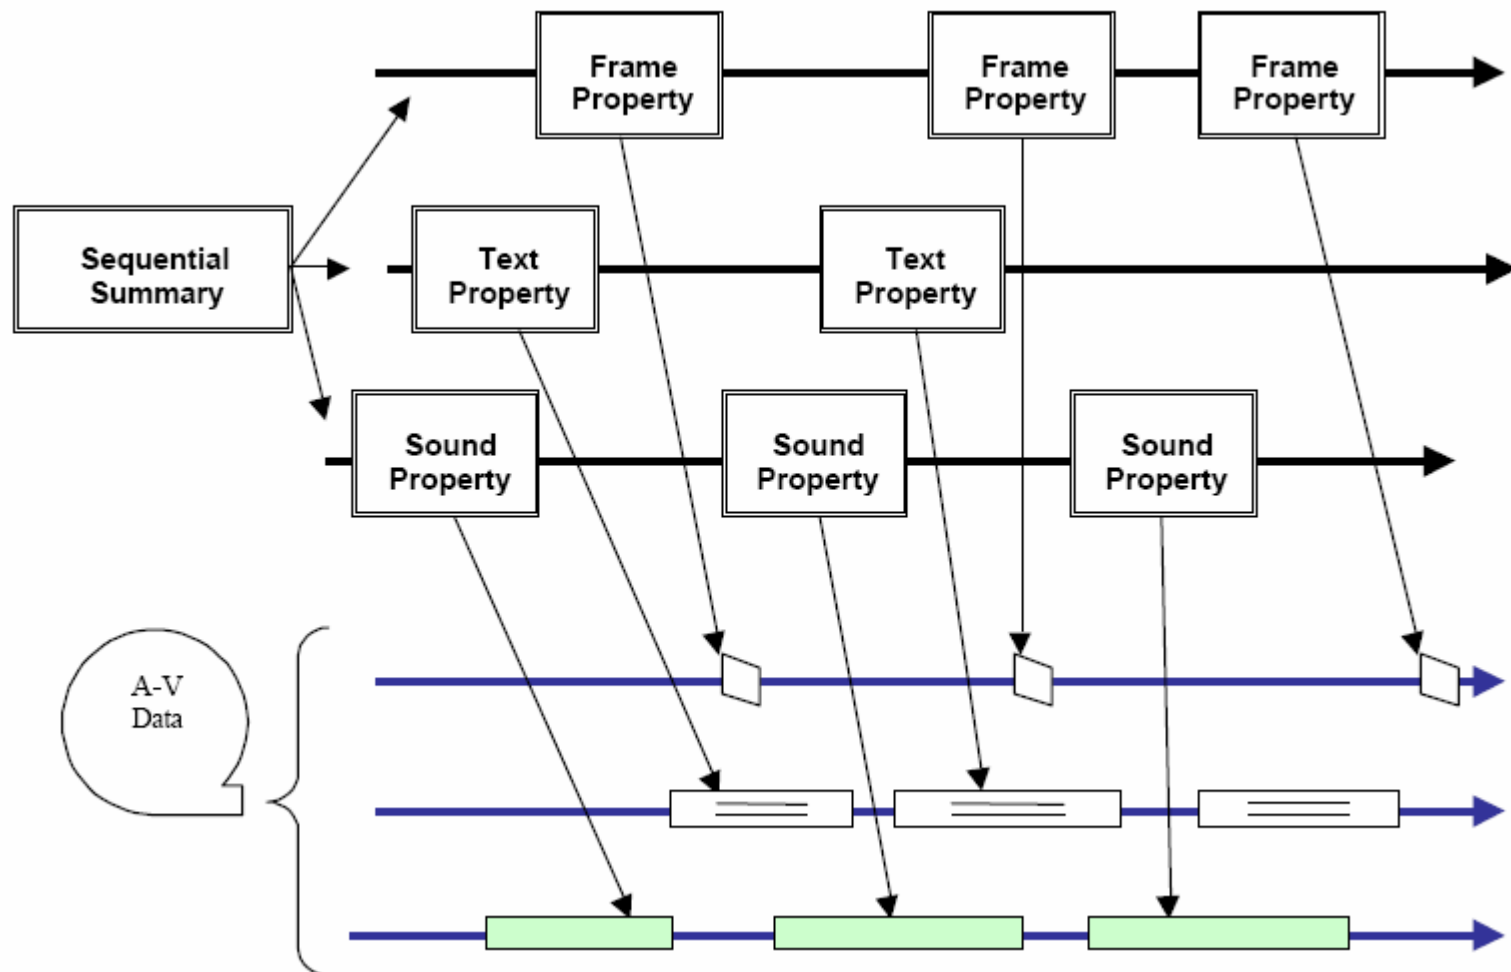 Frame
Property
Frame
Property
Frame
Property
Sequential
Summary
Text
Property
Text
Property
Sound
Property
Sound
Property
Sound
Property
A-V
Data